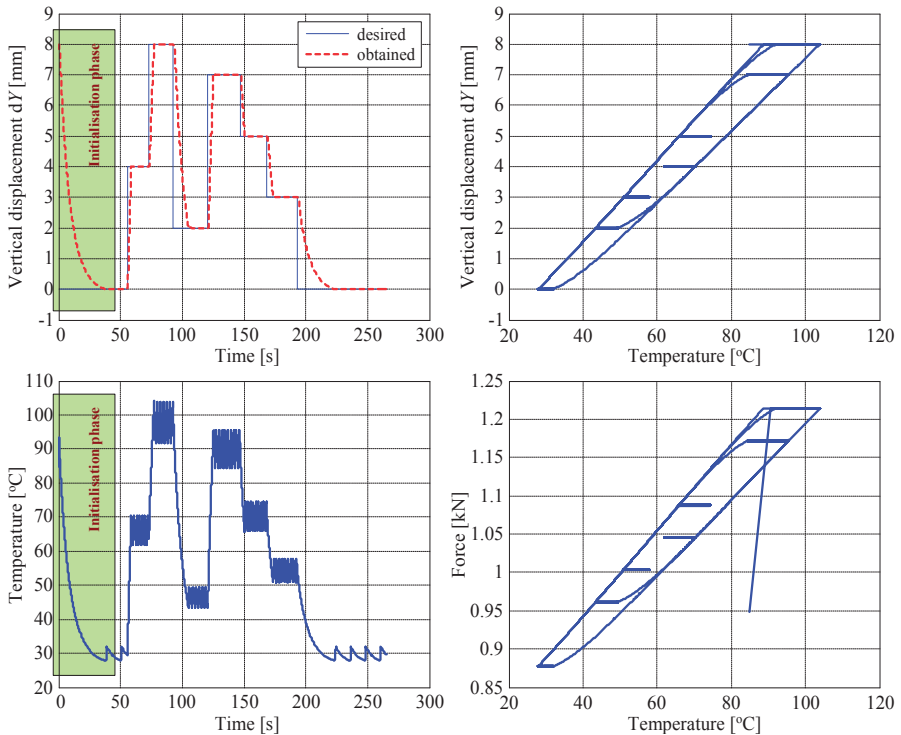 desired
obtained
Initialisation phase
Vertical displacement dY [mm]
9
8
7
6
5
4
3
2
1
0
-1
0 50 100 150 200 250 300
Time [s]
Vertical displacement dY [mm]
9
8
7
6
5
4
3
2
1
0
-1
20 40 60 80 100 120
Temperature [°C]
Initialisation phase
Temperature [°C]
110
100
90
80
70
60
50
40
30
20
0 50 100 150 200 250 300
Time [s]
Force [kN]
1.25
1.2
1.15
1.1
1.05
1
0.95
0.9
0.85
20 40 60 80 100 120
Temperature [°C]